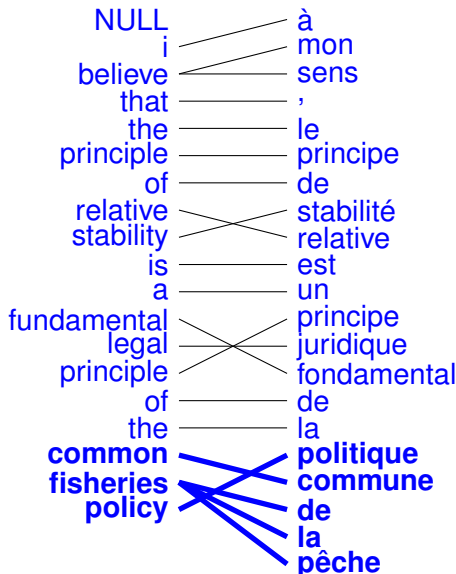 NULL à
i mon
believe sens
that ,
the le
principle principe
of de
relative stabilité
stability relative
is est
a un
fundamental principe
legal juridique
principle fondamental
of de
the la
common politique
fisheries commune
policy de
la
pêche